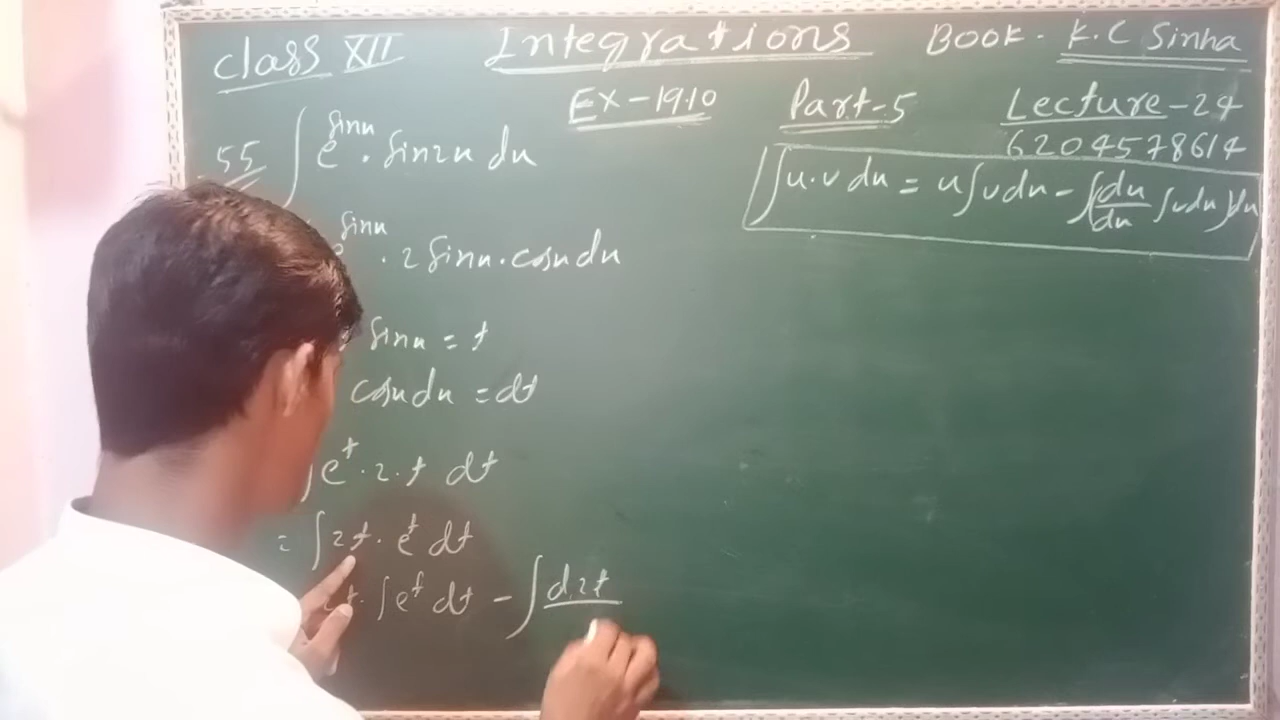 class XII Integrations Book - K.C Sinha
Ex-19.10 Part-5 Lecture-24
6204578614
55 ∫ e^sinx . sin2x dx
∫u.v dx = u∫v dx - ∫(du/dx ∫v dx)dx
sinx . 2 sinx . cosx dx
sinx = t
cosx dx = dt
∫e^t . 2 . t dt
= ∫2t . e^t dt
2t . ∫e^t dt - ∫d.2t